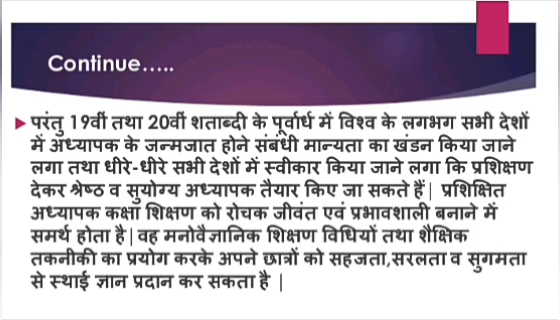 Continue.....
परंतु 19वीं तथा 20वीं शताब्दी के पूर्वार्ध में विश्व के लगभग सभी देशों
में अध्यापक के जन्मजात होने संबंधी मान्यता का खंडन किया जाने
लगा तथा धीरे-धीरे सभी देशों में स्वीकार किया जाने लगा कि प्रशिक्षण
देकर श्रेष्ठ व सुयोग्य अध्यापक तैयार किए जा सकते हैं| प्रशिक्षित
अध्यापक कक्षा शिक्षण को रोचक जीवंत एवं प्रभावशाली बनाने में
समर्थ होता है|वह मनोवैज्ञानिक शिक्षण विधियों तथा शैक्षिक
तकनीकी का प्रयोग करके अपने छात्रों को सहजता,सरलता व सुगमता
से स्थाई ज्ञान प्रदान कर सकता है |